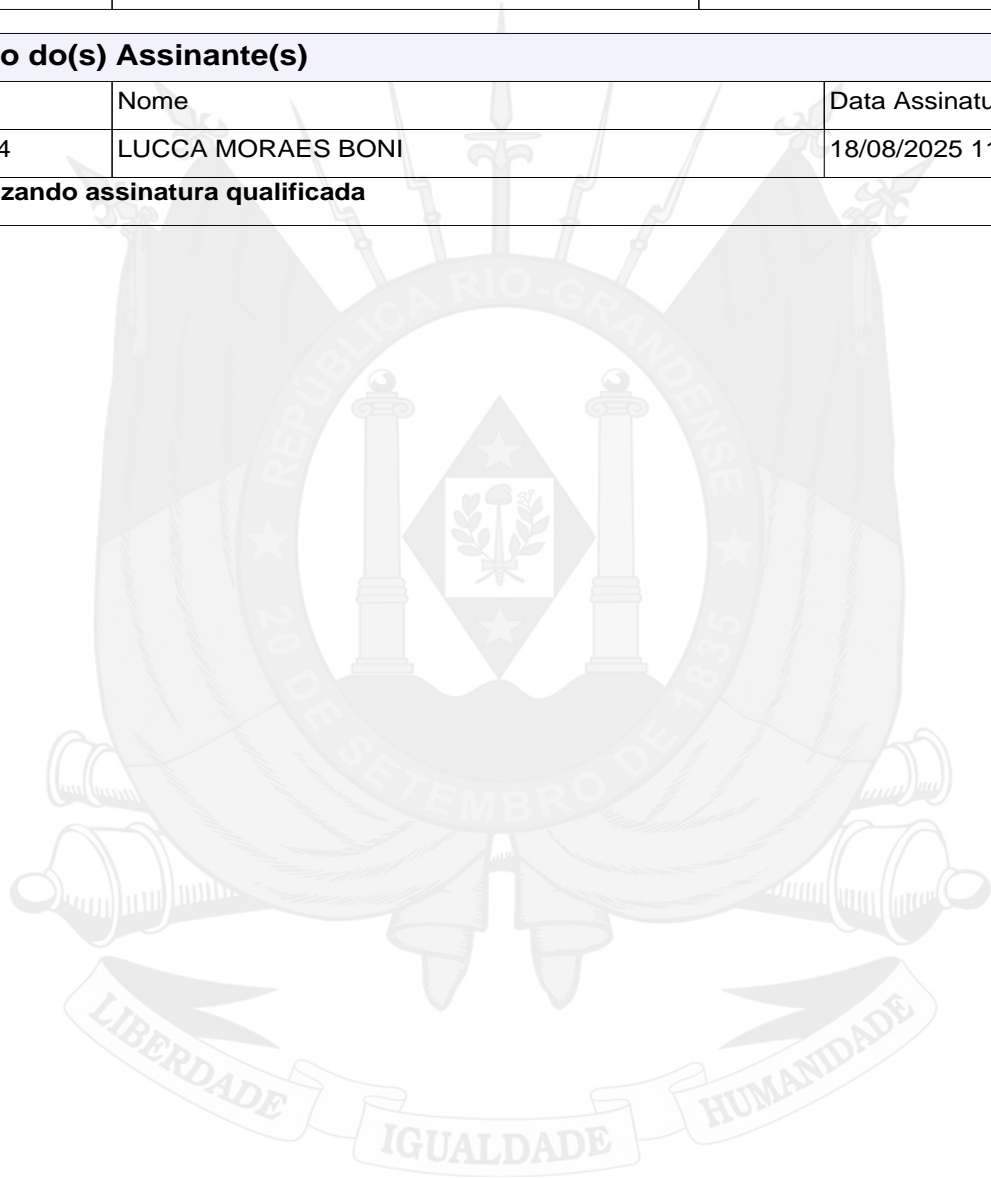 o do(s) Assinante(s)
Nome Data Assinatu
4 LUCCA MORAES BONI 18/08/2025 11
zando assinatura qualificada
REPÚBLICA RIO-GRANDENSE
20 DE SETEMBRO DE 1835
LIBERDADE IGUALDADE HUMANIDADE